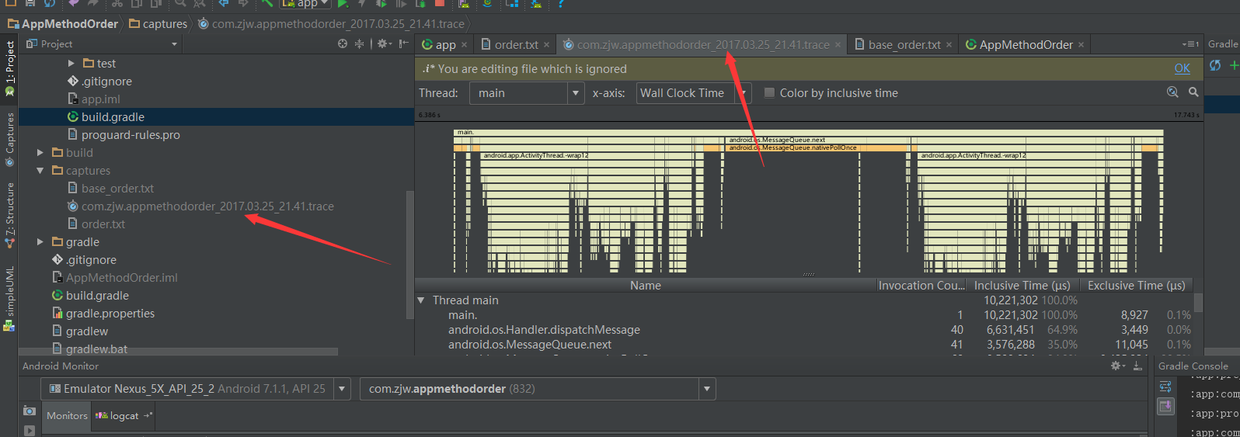 app
AppMethodOrder captures com.zjw.appmethodorder_2017.03.25_21.41.trace
1: Project
Captures
7: Structure
simpleUML
Project
test
.gitignore
app.iml
build.gradle
proguard-rules.pro
build
captures
base_order.txt
com.zjw.appmethodorder_2017.03.25_21.41.trace
order.txt
gradle
.gitignore
AppMethodOrder.iml
build.gradle
gradle.properties
gradlew
gradlew.bat
app × order.txt × com.zjw.appmethodorder_2017.03.25_21.41.trace × base_order.txt × AppMethodOrder ×
.i* You are editing file which is ignored OK
Thread: main x-axis: Wall Clock Time Color by inclusive time
6.386 s 17.743 s
main.
android.os.MessageQueue.next
android.os.MessageQueue.nativePollOnce
android.app.ActivityThread.-wrap12 android.app.ActivityThread.-wrap12
Name Invocation Cou... Inclusive Time (µs) Exclusive Time (µs)
Thread main 10,221,302 100.0%
main. 1 10,221,302 100.0% 8,927 0.1%
android.os.Handler.dispatchMessage 40 6,631,451 64.9% 3,449 0.0%
android.os.MessageQueue.next 41 3,576,288 35.0% 11,045 0.1%
Gradle
Android Monitor
Emulator Nexus_5X_API_25_2 Android 7.1.1, API 25
com.zjw.appmethodorder (832)
Monitors logcat
Gradle Console
:app:pro
:app:com
:app:pro
:app:com